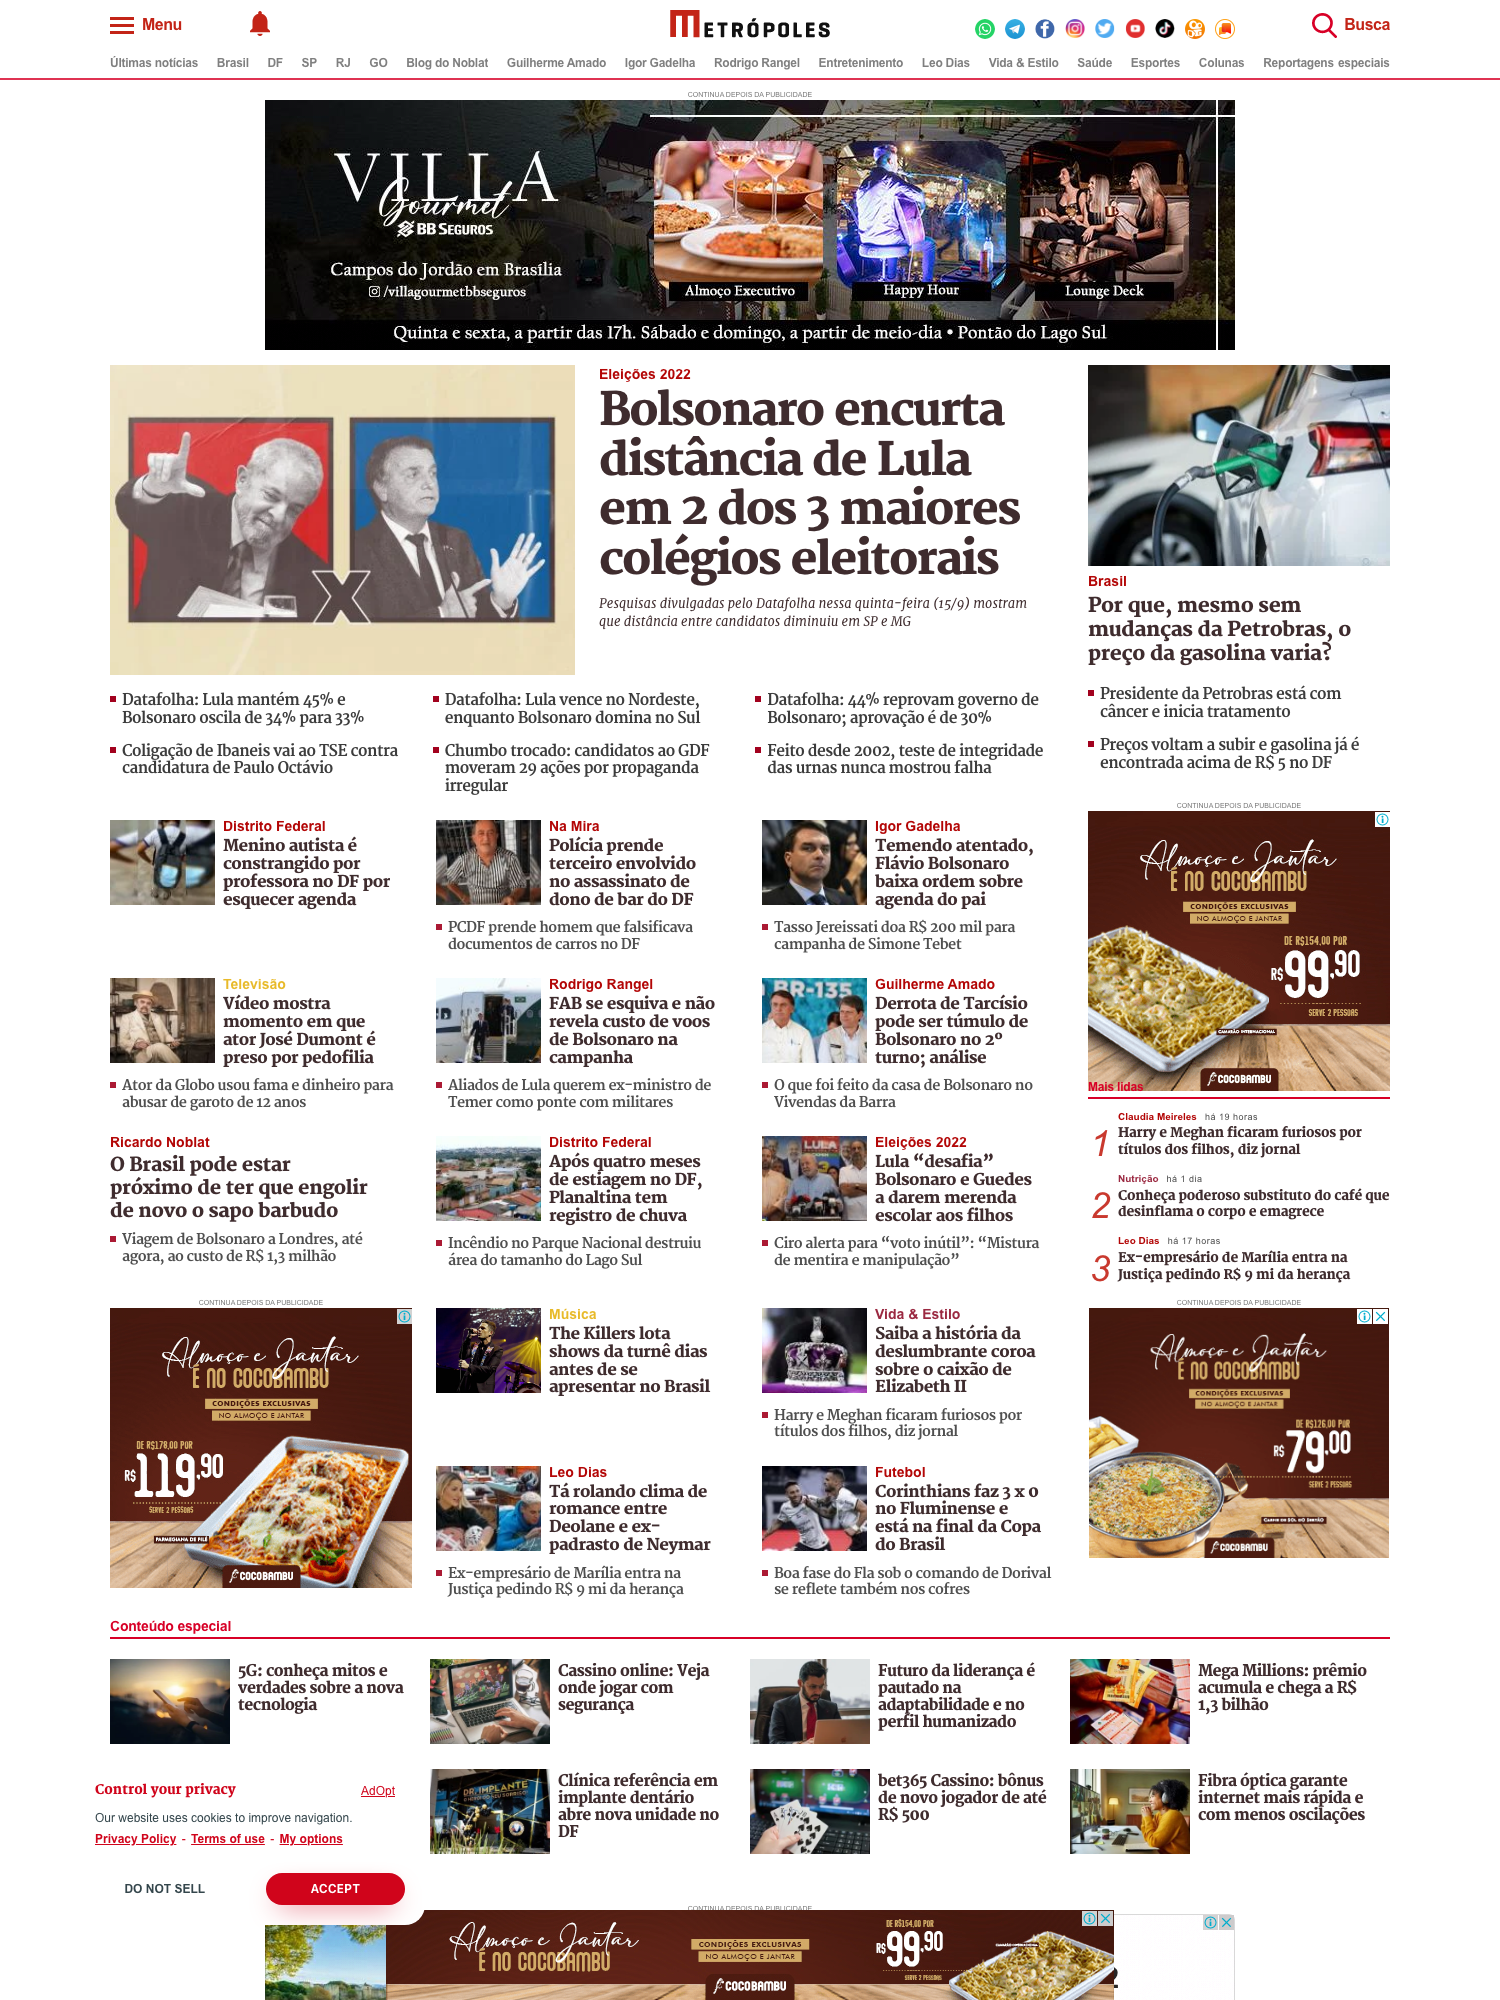 Menu
METRÓPOLES
Busca
Últimas notícias Brasil DF SP RJ GO Blog do Noblat Guilherme Amado Igor Gadelha Rodrigo Rangel Entretenimento Leo Dias Vida & Estilo Saúde Esportes Colunas Reportagens especiais
CONTINUA DEPOIS DA PUBLICIDADE
VILLA
Gourmet
BB SEGUROS
Campos do Jordão em Brasília
/villagourmetbbseguros
Almoço Executivo
Happy Hour
Lounge Deck
Quinta e sexta, a partir das 17h. Sábado e domingo, a partir de meio-dia • Pontão do Lago Sul
Eleições 2022
Bolsonaro encurta
distância de Lula
em 2 dos 3 maiores
colégios eleitorais
Pesquisas divulgadas pelo Datafolha nessa quinta-feira (15/9) mostram
que distância entre candidatos diminuiu em SP e MG
X
Brasil
Por que, mesmo sem
mudanças da Petrobras, o
preço da gasolina varia?
Presidente da Petrobras está com
câncer e inicia tratamento
Preços voltam a subir e gasolina já é
encontrada acima de R$ 5 no DF
Datafolha: Lula mantém 45% e
Bolsonaro oscila de 34% para 33%
Datafolha: Lula vence no Nordeste,
enquanto Bolsonaro domina no Sul
Datafolha: 44% reprovam governo de
Bolsonaro; aprovação é de 30%
Coligação de Ibaneis vai ao TSE contra
candidatura de Paulo Octávio
Chumbo trocado: candidatos ao GDF
moveram 29 ações por propaganda
irregular
Feito desde 2002, teste de integridade
das urnas nunca mostrou falha
Distrito Federal
Menino autista é
constrangido por
professora no DF por
esquecer agenda
Na Mira
Polícia prende
terceiro envolvido
no assassinato de
dono de bar do DF
PCDF prende homem que falsificava
documentos de carros no DF
Igor Gadelha
Temendo atentado,
Flávio Bolsonaro
baixa ordem sobre
agenda do pai
Tasso Jereissati doa R$ 200 mil para
campanha de Simone Tebet
CONTINUA DEPOIS DA PUBLICIDADE
Almoço e Jantar
É NO COCOBAMBU
CONDIÇÕES EXCLUSIVAS
NO ALMOÇO E JANTAR
DE R$154,00 POR
R$99,90
SERVE 2 PESSOAS
CAMARÃO INTERNACIONAL
COCOBAMBU
Televisão
Vídeo mostra
momento em que
ator José Dumont é
preso por pedofilia
Ator da Globo usou fama e dinheiro para
abusar de garoto de 12 anos
Rodrigo Rangel
FAB se esquiva e não
revela custo de voos
de Bolsonaro na
campanha
Aliados de Lula querem ex-ministro de
Temer como ponte com militares
BR-135
Guilherme Amado
Derrota de Tarcísio
pode ser túmulo de
Bolsonaro no 2º
turno; análise
O que foi feito da casa de Bolsonaro no
Vivendas da Barra
Mais lidas
Claudia Meireles há 19 horas
1 Harry e Meghan ficaram furiosos por
títulos dos filhos, diz jornal
Nutrição há 1 dia
2 Conheça poderoso substituto do café que
desinflama o corpo e emagrece
Leo Dias há 17 horas
3 Ex-empresário de Marília entra na
Justiça pedindo R$ 9 mi da herança
Ricardo Noblat
O Brasil pode estar
próximo de ter que engolir
de novo o sapo barbudo
Viagem de Bolsonaro a Londres, até
agora, ao custo de R$ 1,3 milhão
Distrito Federal
Após quatro meses
de estiagem no DF,
Planaltina tem
registro de chuva
Incêndio no Parque Nacional destruiu
área do tamanho do Lago Sul
LULA
Eleições 2022
Lula “desafia”
Bolsonaro e Guedes
a darem merenda
escolar aos filhos
Ciro alerta para “voto inútil”: “Mistura
de mentira e manipulação”
CONTINUA DEPOIS DA PUBLICIDADE
Almoço e Jantar
É NO COCOBAMBU
CONDIÇÕES EXCLUSIVAS
NO ALMOÇO E JANTAR
DE R$178,00 POR
R$119,90
SERVE 2 PESSOAS
PARMEGIANA DE FILÉ
COCOBAMBU
Música
The Killers lota
shows da turnê dias
antes de se
apresentar no Brasil
Vida & Estilo
Saiba a história da
deslumbrante coroa
sobre o caixão de
Elizabeth II
Harry e Meghan ficaram furiosos por
títulos dos filhos, diz jornal
CONTINUA DEPOIS DA PUBLICIDADE
Almoço e Jantar
É NO COCOBAMBU
CONDIÇÕES EXCLUSIVAS
NO ALMOÇO E JANTAR
DE R$126,00 POR
R$79,00
SERVE 2 PESSOAS
CARNE DE SOL DO SERTÃO
COCOBAMBU
Leo Dias
Tá rolando clima de
romance entre
Deolane e ex-
padrasto de Neymar
Ex-empresário de Marília entra na
Justiça pedindo R$ 9 mi da herança
Futebol
Corinthians faz 3 x 0
no Fluminense e
está na final da Copa
do Brasil
Boa fase do Fla sob o comando de Dorival
se reflete também nos cofres
Conteúdo especial
5G: conheça mitos e
verdades sobre a nova
tecnologia
Cassino online: Veja
onde jogar com
segurança
Futuro da liderança é
pautado na
adaptabilidade e no
perfil humanizado
Mega Millions: prêmio
acumula e chega a R$
1,3 bilhão
DR. IMPLANTE
Clínica referência em
implante dentário
abre nova unidade no
DF
bet365 Cassino: bônus
de novo jogador de até
R$ 500
Fibra óptica garante
internet mais rápida e
com menos oscilações
Control your privacy
AdOpt
Our website uses cookies to improve navigation.
Privacy Policy - Terms of use - My options
DO NOT SELL
ACCEPT
CONTINUA DEPOIS DA PUBLICIDADE
Almoço e Jantar
É NO COCOBAMBU
CONDIÇÕES EXCLUSIVAS
NO ALMOÇO E JANTAR
COCOBAMBU
DE R$154,00 POR
R$99,90
SERVE 2 PESSOAS
CAMARÃO INTERNACIONAL